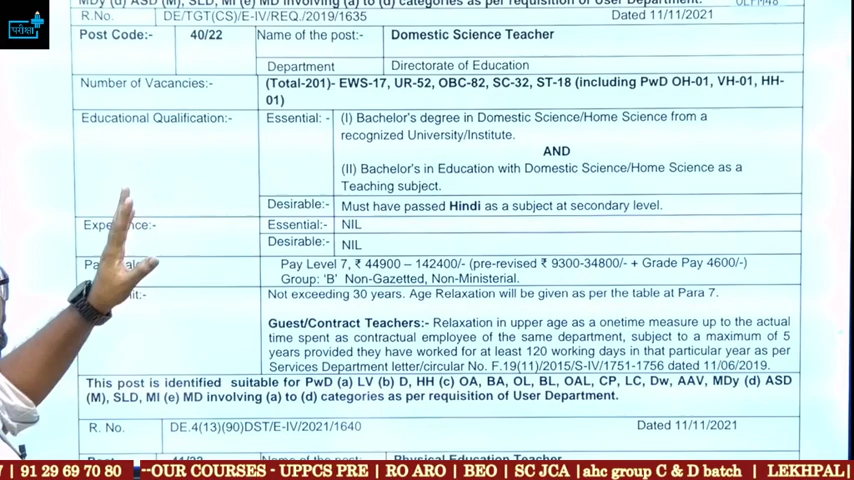 MDy (d) ASD (M), SLD, MI (e) MD involving (a) to (d) categories as per requisition of User Department.
परीक्षा
R.No. DE/TGT(CS)/E-IV/REQ./2019/1635 Dated 11/11/2021
Post Code:- 40/22 Name of the post:- Domestic Science Teacher
Department Directorate of Education
Number of Vacancies:- (Total-201)- EWS-17, UR-52, OBC-82, SC-32, ST-18 (including PwD OH-01, VH-01, HH-
01)
Educational Qualification:- Essential: - (I) Bachelor's degree in Domestic Science/Home Science from a
recognized University/Institute.
AND
(II) Bachelor's in Education with Domestic Science/Home Science as a
Teaching subject.
Desirable:- Must have passed Hindi as a subject at secondary level.
Essential:- NIL
Desirable:- NIL
Pay Level 7, ₹ 44900 – 142400/- (pre-revised ₹ 9300-34800/- + Grade Pay 4600/-)
Group: 'B' Non-Gazetted, Non-Ministerial.
Not exceeding 30 years. Age Relaxation will be given as per the table at Para 7.
Guest/Contract Teachers:- Relaxation in upper age as a onetime measure up to the actual
time spent as contractual employee of the same department, subject to a maximum of 5
years provided they have worked for at least 120 working days in that particular year as per
Services Department letter/circular No. F.19(11)/2015/S-IV/1751-1756 dated 11/06/2019.
This post is identified suitable for PwD (a) LV (b) D, HH (c) OA, BA, OL, BL, OAL, CP, LC, Dw, AAV, MDy (d) ASD
(M), SLD, MI (e) MD involving (a) to (d) categories as per requisition of User Department.
R. No. DE.4(13)(90)DST/E-IV/2021/1640 Dated 11/11/2021
41/22 Name of the post:- Physical Education Teacher
| 91 29 69 70 80 | --OUR COURSES - UPPCS PRE | RO ARO | BEO | SC JCA | ahc group C & D batch | LEKHPAL|